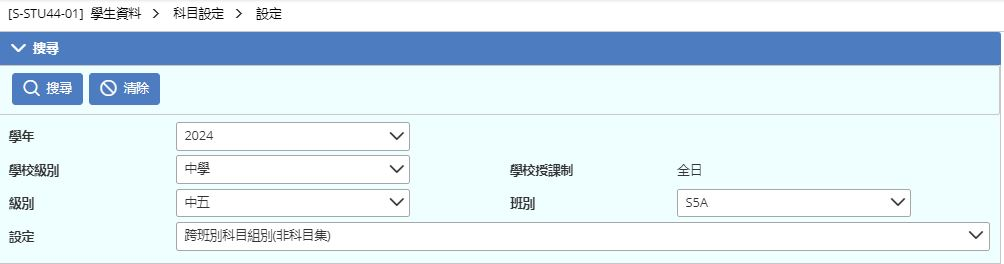 [S-STU44-01] 學生資料 > 科目設定 > 設定
搜尋
搜尋 清除
學年 2024
學校級別 中學 學校授課制 全日
級別 中五 班別 S5A
設定 跨班別科目組別(非科目集)